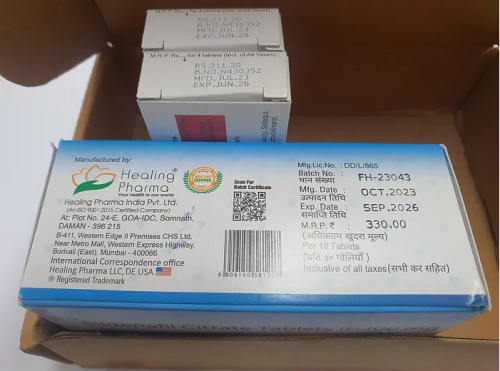 M.R.P. Rs. for 4 tablets (Incl. of All Taxes)
RS.211.20
B.NO.N430352
MFD.JUL.23
EXP.JUN.26
M.R.P. Rs. for 4 tablets (Incl. of All Taxes)
RS.211.20
B.NO.N430352
MFD.JUL.23
EXP.JUN.26
Manufactured by:
Healing
Pharma
Your health is our world
Healing Pharma India Pvt. Ltd.
(An ISO 9001-2015 Certified Company)
At: Plot No. 24-E, GOA-IDC, Somnath,
DAMAN - 396 215
B-411, Western Edge II Premises CHS Ltd,
Near Metro Mall, Western Express Highway,
Borivali (East). Mumbai - 400066
International Correspondence office
Healing Pharma LLC, DE USA
® Registered Trademark
Scan For
Batch Certificate
Mfg.Lic.No. : DD/L/865
Batch No. : FH-23043
घान संख्या
Mfg. Date : OCT.2023
उत्पादन तिथि
Exp. Date : SEP.2026
समाप्ति तिथि
M.R.P.₹ : 330.00
(अधिकतम खुदरा मूल्य)
Per 10 Tablets
(प्रति १० गोलियाँ)
Inclusive of all taxes(सभी कर सहित)
Sildenafil Citrate Tablets 100 mg